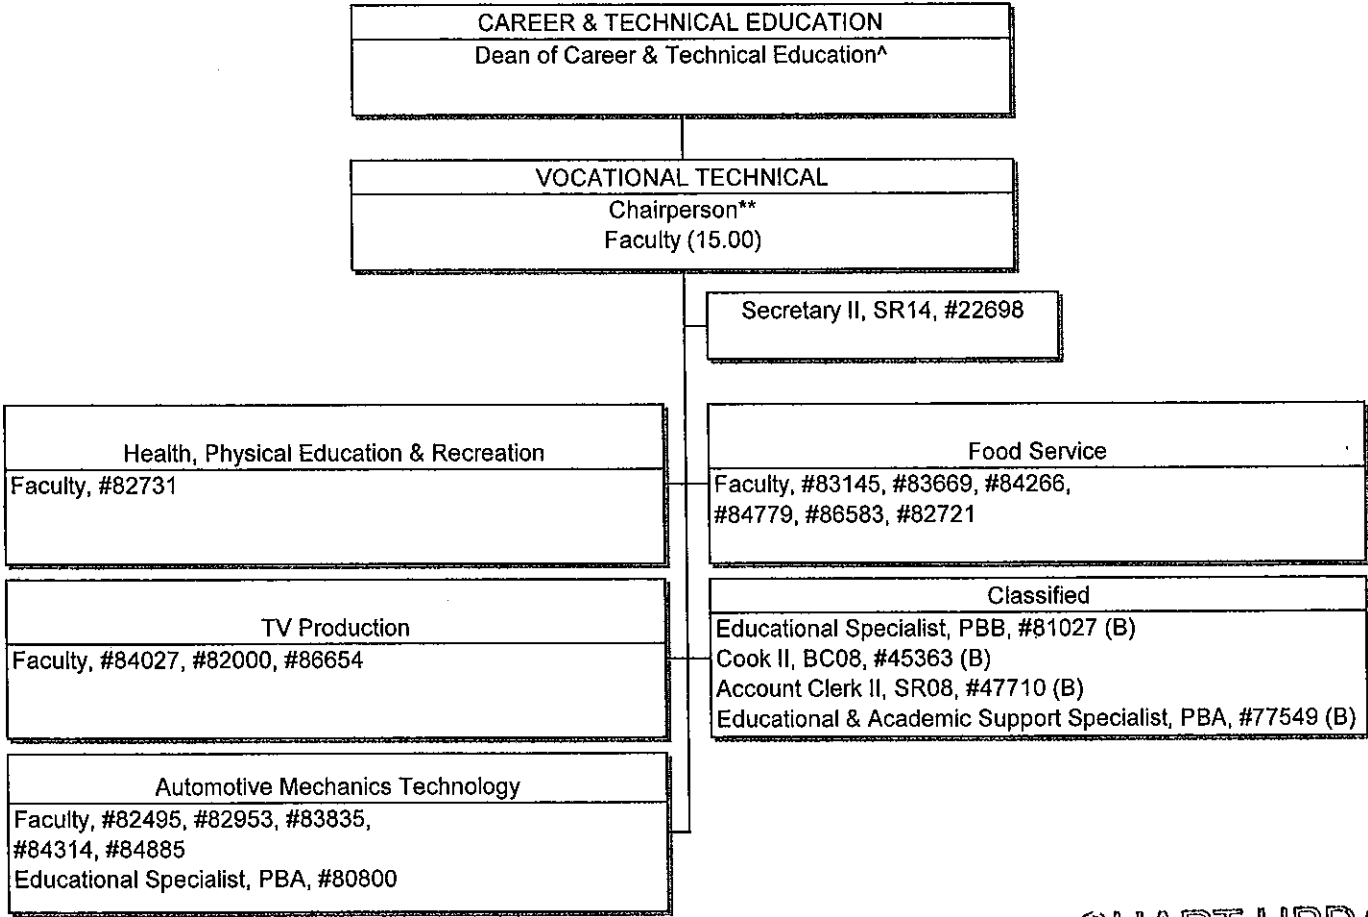 CAREER & TECHNICAL EDUCATION
Dean of Career & Technical Education^
VOCATIONAL TECHNICAL
Chairperson**
Faculty (15.00)
Secretary II, SR14, #22698
Health, Physical Education & Recreation
Faculty, #82731
Food Service
Faculty, #83145, #83669, #84266,
#84779, #86583, #82721
TV Production
Faculty, #84027, #82000, #86654
Classified
Educational Specialist, PBB, #81027 (B)
Cook II, BC08, #45363 (B)
Account Clerk II, SR08, #47710 (B)
Educational & Academic Support Specialist, PBA, #77549 (B)
Automotive Mechanics Technology
Faculty, #82495, #82953, #83835,
#84314, #84885
Educational Specialist, PBA, #80800